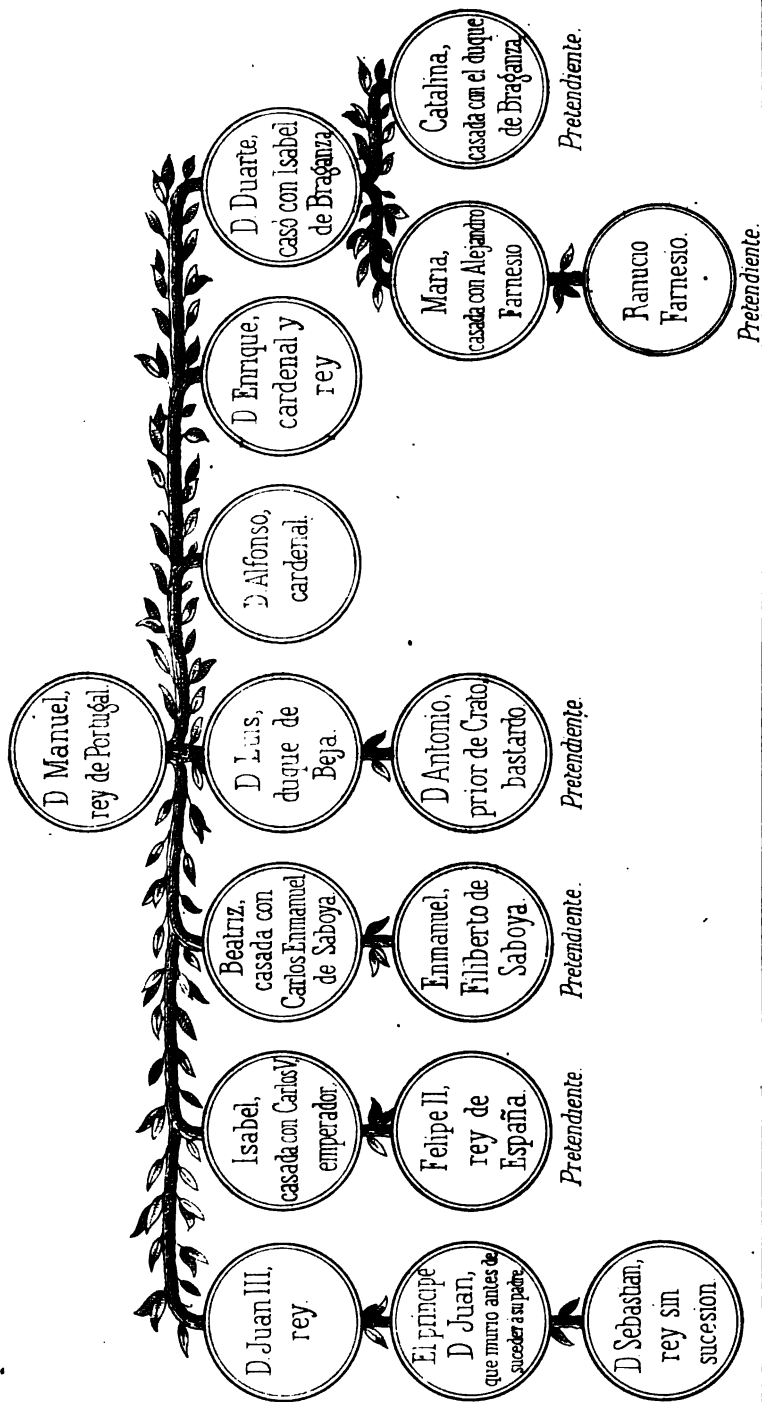 D Manuel,
rey de Portugal.
D. Juan III,
rey.
Isabel,
casada con Carlos V,
emperador.
Beatriz,
casada con
Carlos Enmanuel
de Saboya.
D Luis,
duque de
Beja.
D Alfonso,
cardenal.
D Enrique,
cardenal y
rey
D. Duarte,
casó con Isabel
de Braganza
El principe
D Juan,
que murio antes de
suceder a su padre.
Felipe II,
rey de
España.
Pretendiente.
Enmanuel,
Filiberto de
Saboya.
Pretendiente.
D Antonio,
prior de Crato,
bastardo
Pretendiente.
Maria,
casada con Alejandro
Farnesio
Catalina,
casada con el duque
de Braganza,
Pretendiente.
D. Sebastian,
rey sin
sucesion.
Ranucio
Farnesio.
Pretendiente.